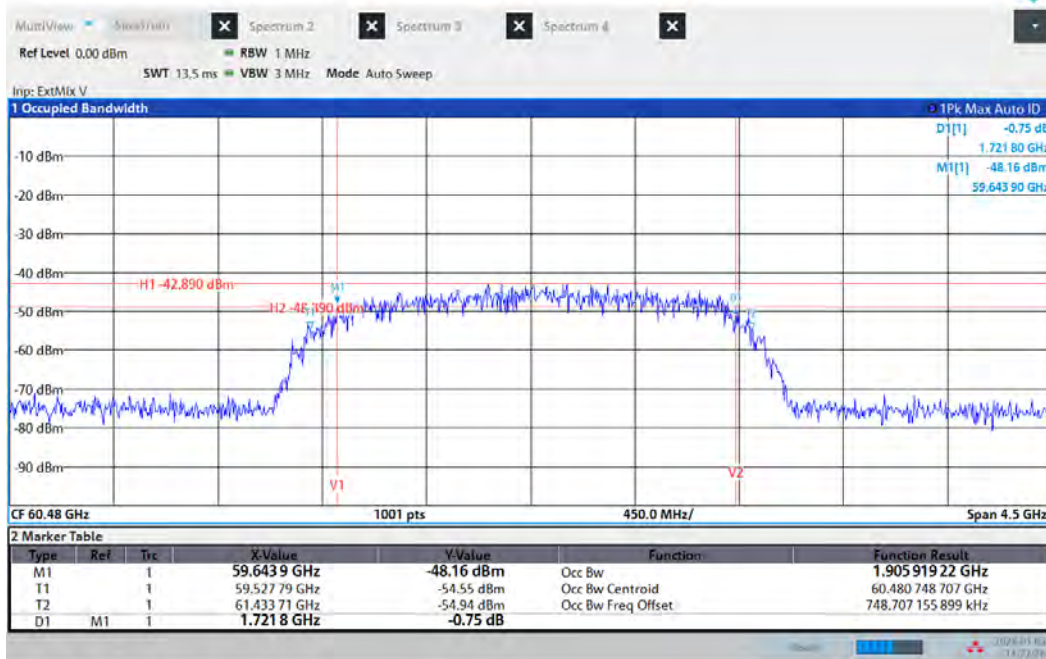 MultiView Spectrum Spectrum 2 Spectrum 3 Spectrum 4
Ref Level 0.00 dBm RBW 1 MHz
SWT 13.5 ms VBW 3 MHz Mode Auto Sweep
Inp: ExtMix V
1 Occupied Bandwidth 1Pk Max Auto ID
D1[1] -0.75 dB
1.721 80 GHz
M1[1] -48.16 dBm
59.643 90 GHz
-10 dBm
-20 dBm
-30 dBm
-40 dBm
H1 -42.890 dBm
M1
H2 -48.890 dBm
-50 dBm
-60 dBm
-70 dBm
-80 dBm
-90 dBm
V1 V2
CF 60.48 GHz 1001 pts 450.0 MHz/ Span 4.5 GHz
2 Marker Table
Type Ref Trc X-Value Y-Value Function Function Result
M1 1 59.643 9 GHz -48.16 dBm Occ Bw 1.905 919 22 GHz
T1 1 59.527 79 GHz -54.55 dBm Occ Bw Centroid 60.480 748 707 GHz
T2 1 61.433 71 GHz -54.94 dBm Occ Bw Freq Offset 748.707 155 899 kHz
D1 M1 1 1.721 8 GHz -0.75 dB